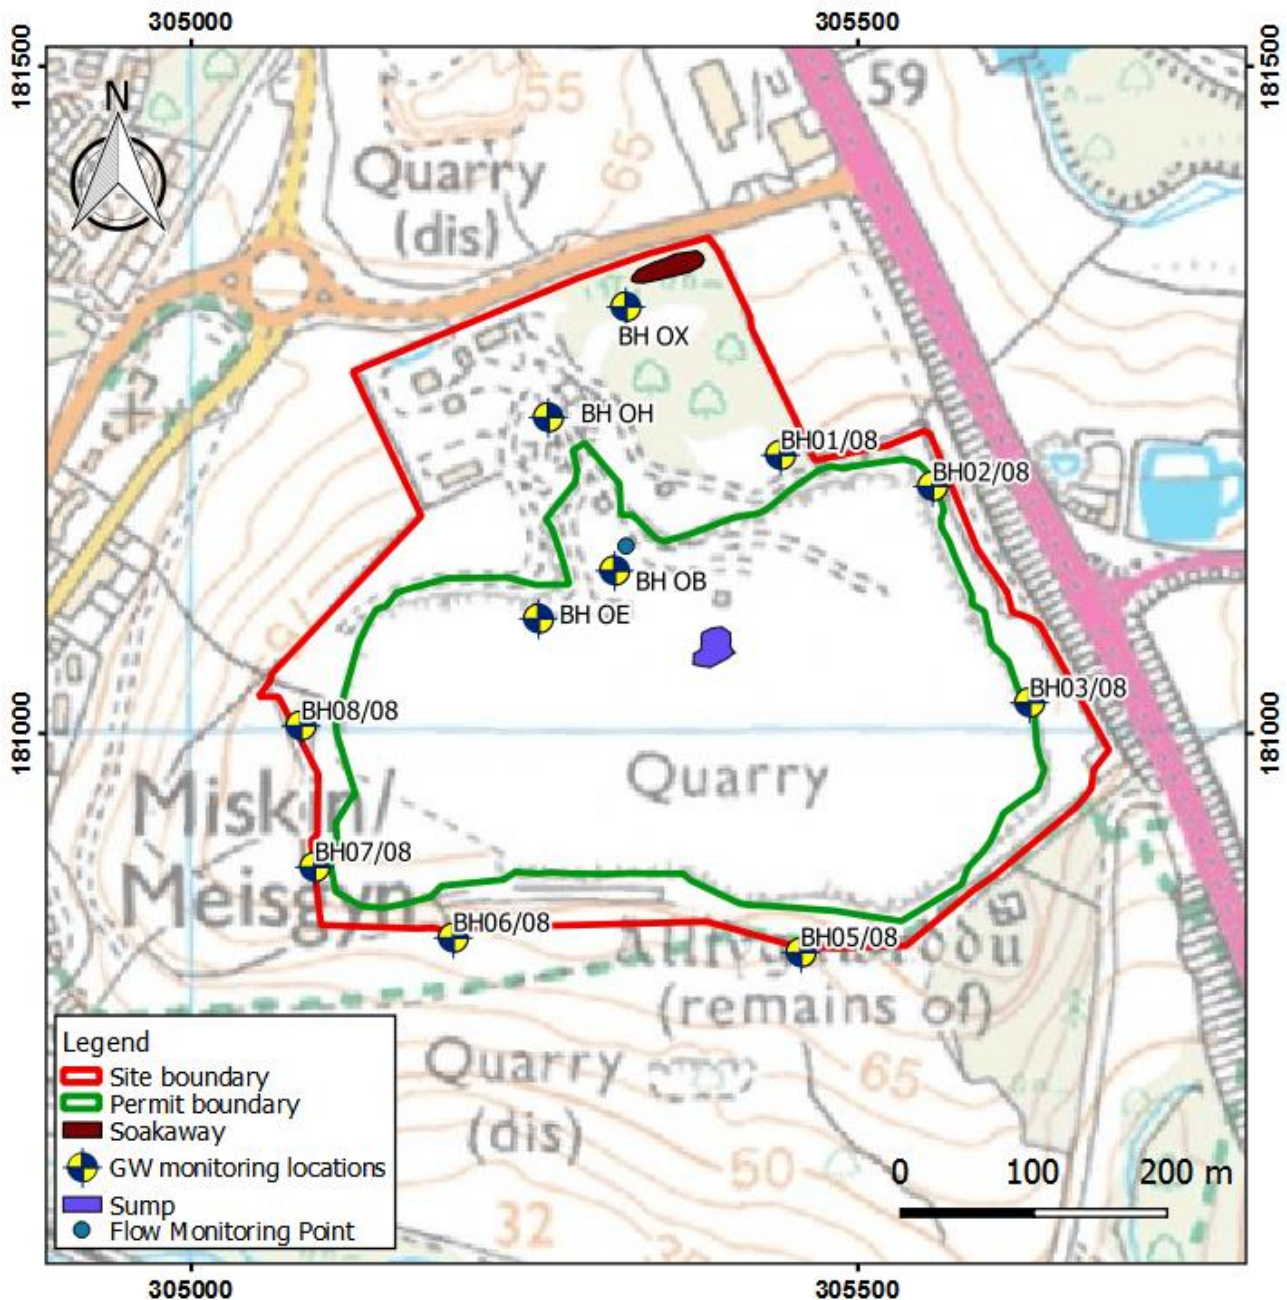 305000
305500
181500
181500
N
55
59
Quarry
(dis)
65
BH OX
BH OH
BH01/08
BH02/08
BH OB
BH OE
BH03/08
BH08/08
181000
181000
Quarry
Miskin/
Meisgyn
BH07/08
BH06/08
BH05/08
(remains of)
Quarry
(dis)
65
50
32
Legend
Site boundary
Permit boundary
Soakaway
GW monitoring locations
Sump
Flow Monitoring Point
0 100 200 m
305000
305500